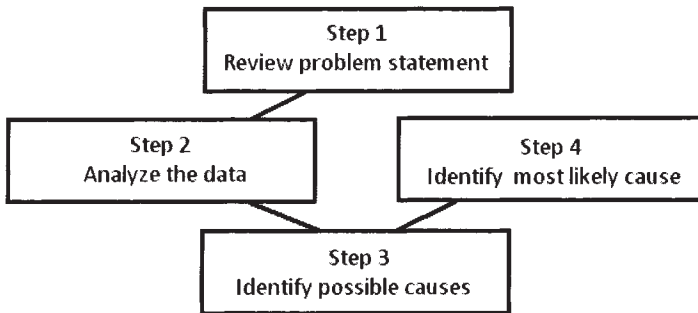 Step 1
Review problem statement
Step 2
Analyze the data
Step 4
Identify most likely cause
Step 3
Identify possible causes